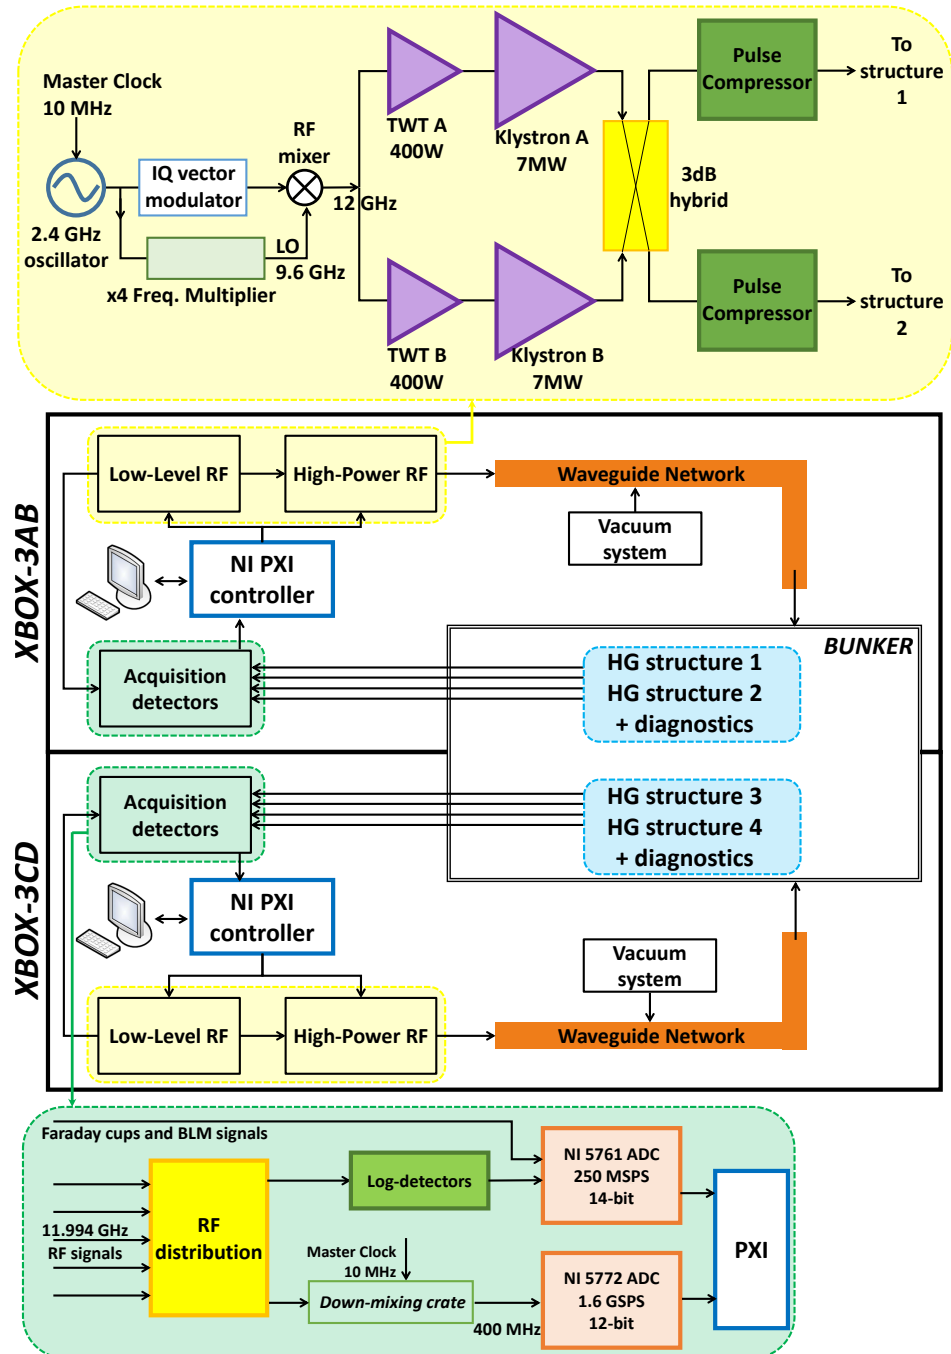 Master Clock
10 MHz
2.4 GHz
oscillator
IQ vector
modulator
RF
mixer
12 GHz
LO
9.6 GHz
x4 Freq. Multiplier
TWT A
400W
Klystron A
7MW
TWT B
400W
Klystron B
7MW
3dB
hybrid
Pulse
Compressor
To
structure
1
Pulse
Compressor
To
structure
2
XBOX-3AB
Low-Level RF
High-Power RF
Waveguide Network
Vacuum
system
NI PXI
controller
Acquisition
detectors
BUNKER
HG structure 1
HG structure 2
+ diagnostics
XBOX-3CD
Acquisition
detectors
HG structure 3
HG structure 4
+ diagnostics
NI PXI
controller
Vacuum
system
Low-Level RF
High-Power RF
Waveguide Network
Faraday cups and BLM signals
11.994 GHz
RF signals
RF
distribution
Log-detectors
Master Clock
10 MHz
Down-mixing crate
400 MHz
NI 5761 ADC
250 MSPS
14-bit
NI 5772 ADC
1.6 GSPS
12-bit
PXI